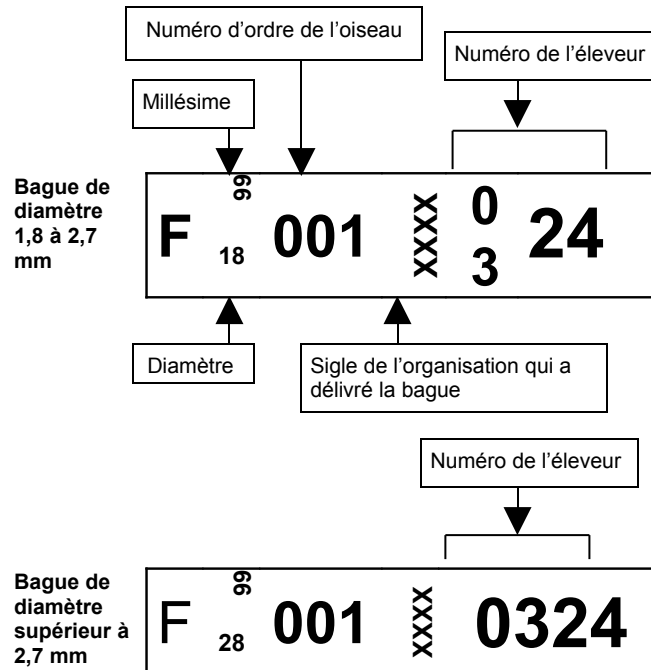 Numéro d'ordre de l'oiseau
Numéro de l'éleveur
Millésime
Bague de
diamètre
1,8 à 2,7
mm
F 18 99 001 XXXX 0 3 24
Diamètre
Sigle de l'organisation qui a
délivré la bague
Numéro de l'éleveur
Bague de
diamètre
supérieur à
2,7 mm
F 28 99 001 XXXX 0324